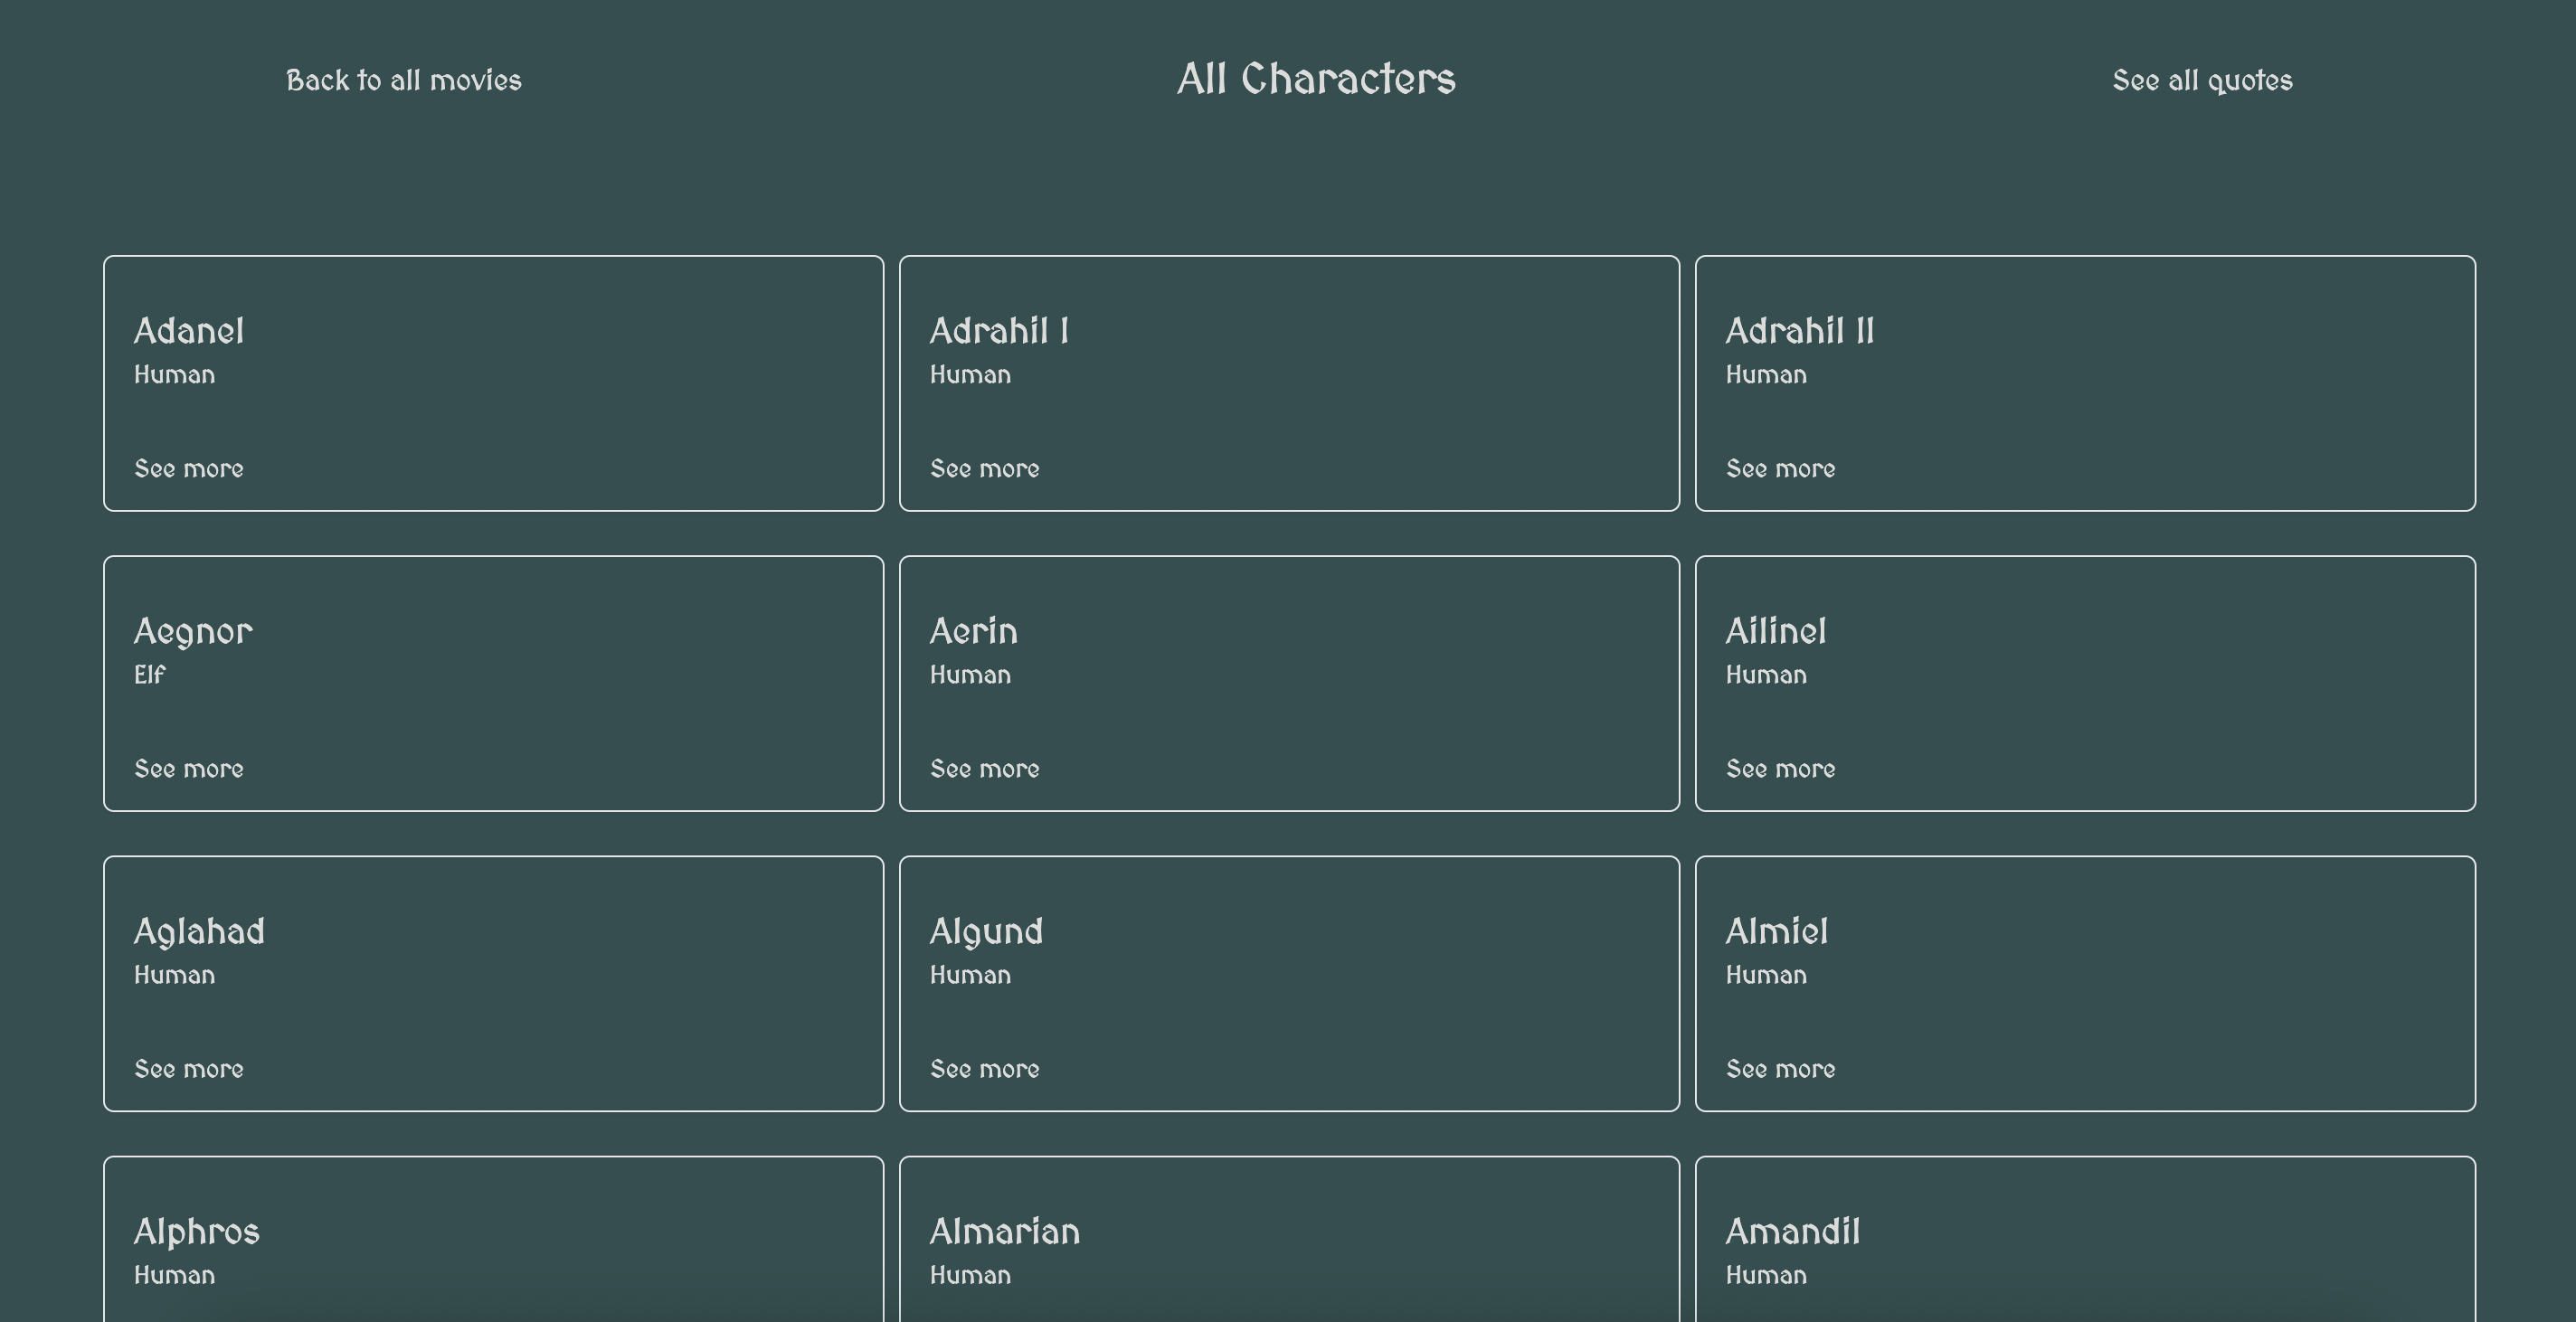 Back to all movies
All Characters
See all quotes
Adanel
Human
See more
Adrahil I
Human
See more
Adrahil II
Human
See more
Aegnor
Elf
See more
Aerin
Human
See more
Ailinel
Human
See more
Aglahad
Human
See more
Algund
Human
See more
Almiel
Human
See more
Alphros
Human
Almarian
Human
Amandil
Human